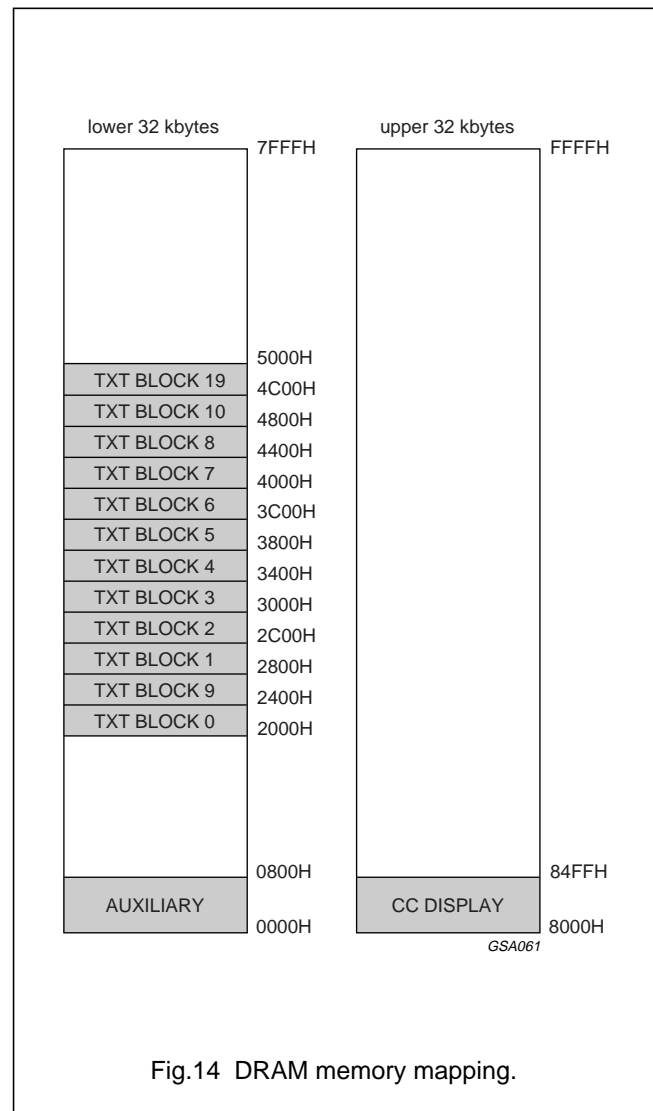 lower 32 kbytes
7FFFH
5000H
TXT BLOCK 19
4C00H
TXT BLOCK 10
4800H
TXT BLOCK 8
4400H
TXT BLOCK 7
4000H
TXT BLOCK 6
3C00H
TXT BLOCK 5
3800H
TXT BLOCK 4
3400H
TXT BLOCK 3
3000H
TXT BLOCK 2
2C00H
TXT BLOCK 1
2800H
TXT BLOCK 9
2400H
TXT BLOCK 0
2000H
0800H
AUXILIARY
0000H
upper 32 kbytes
FFFFH
84FFH
CC DISPLAY
8000H
GSA061
Fig.14 DRAM memory mapping.